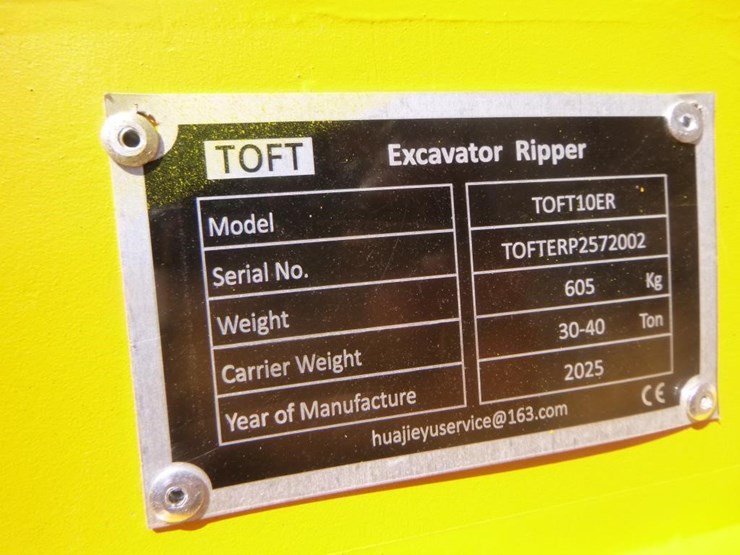 TOFT Excavator Ripper
Model TOFT10ER
Serial No. TOFTERP2572002
Weight 605 Kg
Carrier Weight 30-40 Ton
Year of Manufacture 2025
huajieyuservice@163.com CE